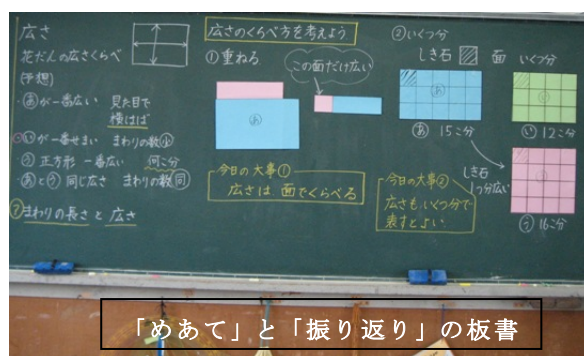 広さ
花だんの広さくらべ
(予想)
・あが一番広い 見た目で
横はば
・いが一番せまい まわりの数小
・う 正方形 一番広い 何こ分
・あとう 同じ広さ まわりの数同
?まわりの長さと広さ
広さのくらべ方を考えよう
①重ねる
この面だけ広い
あ
今日の大事①
広さは 面でくらべる
②いくつ分
しき石 面 いくつ分
あ
い
あ 15こ分
い 12こ分
しき石
1つ分広い
う
う 16こ分
今日の大事②
広さもいくつ分で
表すとよい。
「めあて」と「振り返り」の板書